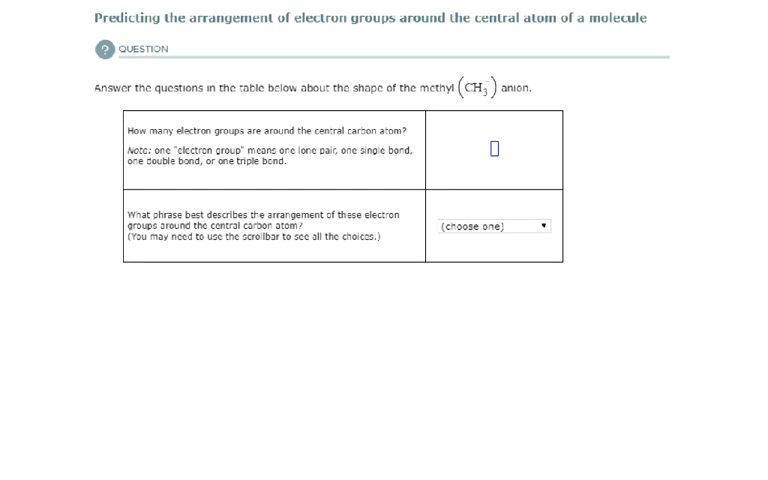 Predicting the arrangement of electron groups around the central atom of a molecule
? QUESTION
Answer the questions in the table below about the shape of the methyl (CH3−) anion.
How many electron groups are around the central carbon atom?
Note: one "electron group" means one lone pair, one single bond,
one double bond, or one triple bond.
What phrase best describes the arrangement of these electron
groups around the central carbon atom?
(You may need to use the scrollbar to see all the choices.)
(choose one)